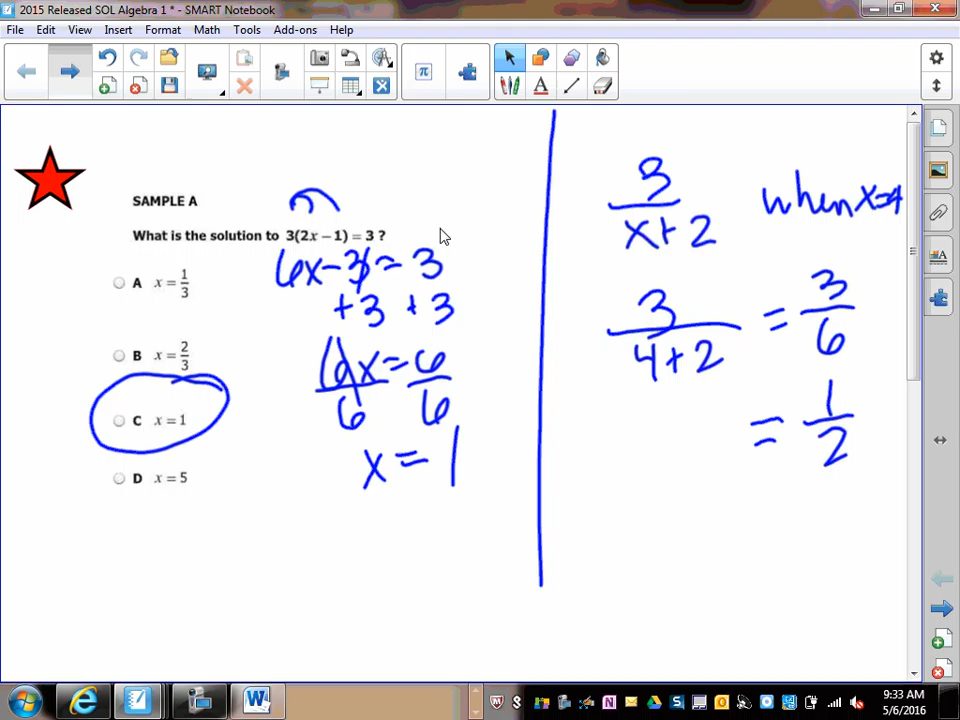 2015 Released SOL Algebra 1 * - SMART Notebook
File Edit View Insert Format Math Tools Add-ons Help
SAMPLE A
What is the solution to 3(2x − 1) = 3 ?
A x = 1/3
B x = 2/3
C x = 1
D x = 5
6x − 3 = 3
+3 +3
6x = 6
6 6
x = 1
3/(x+2) when x=4
3/(4+2) = 3/6
= 1/2
9:33 AM
5/6/2016